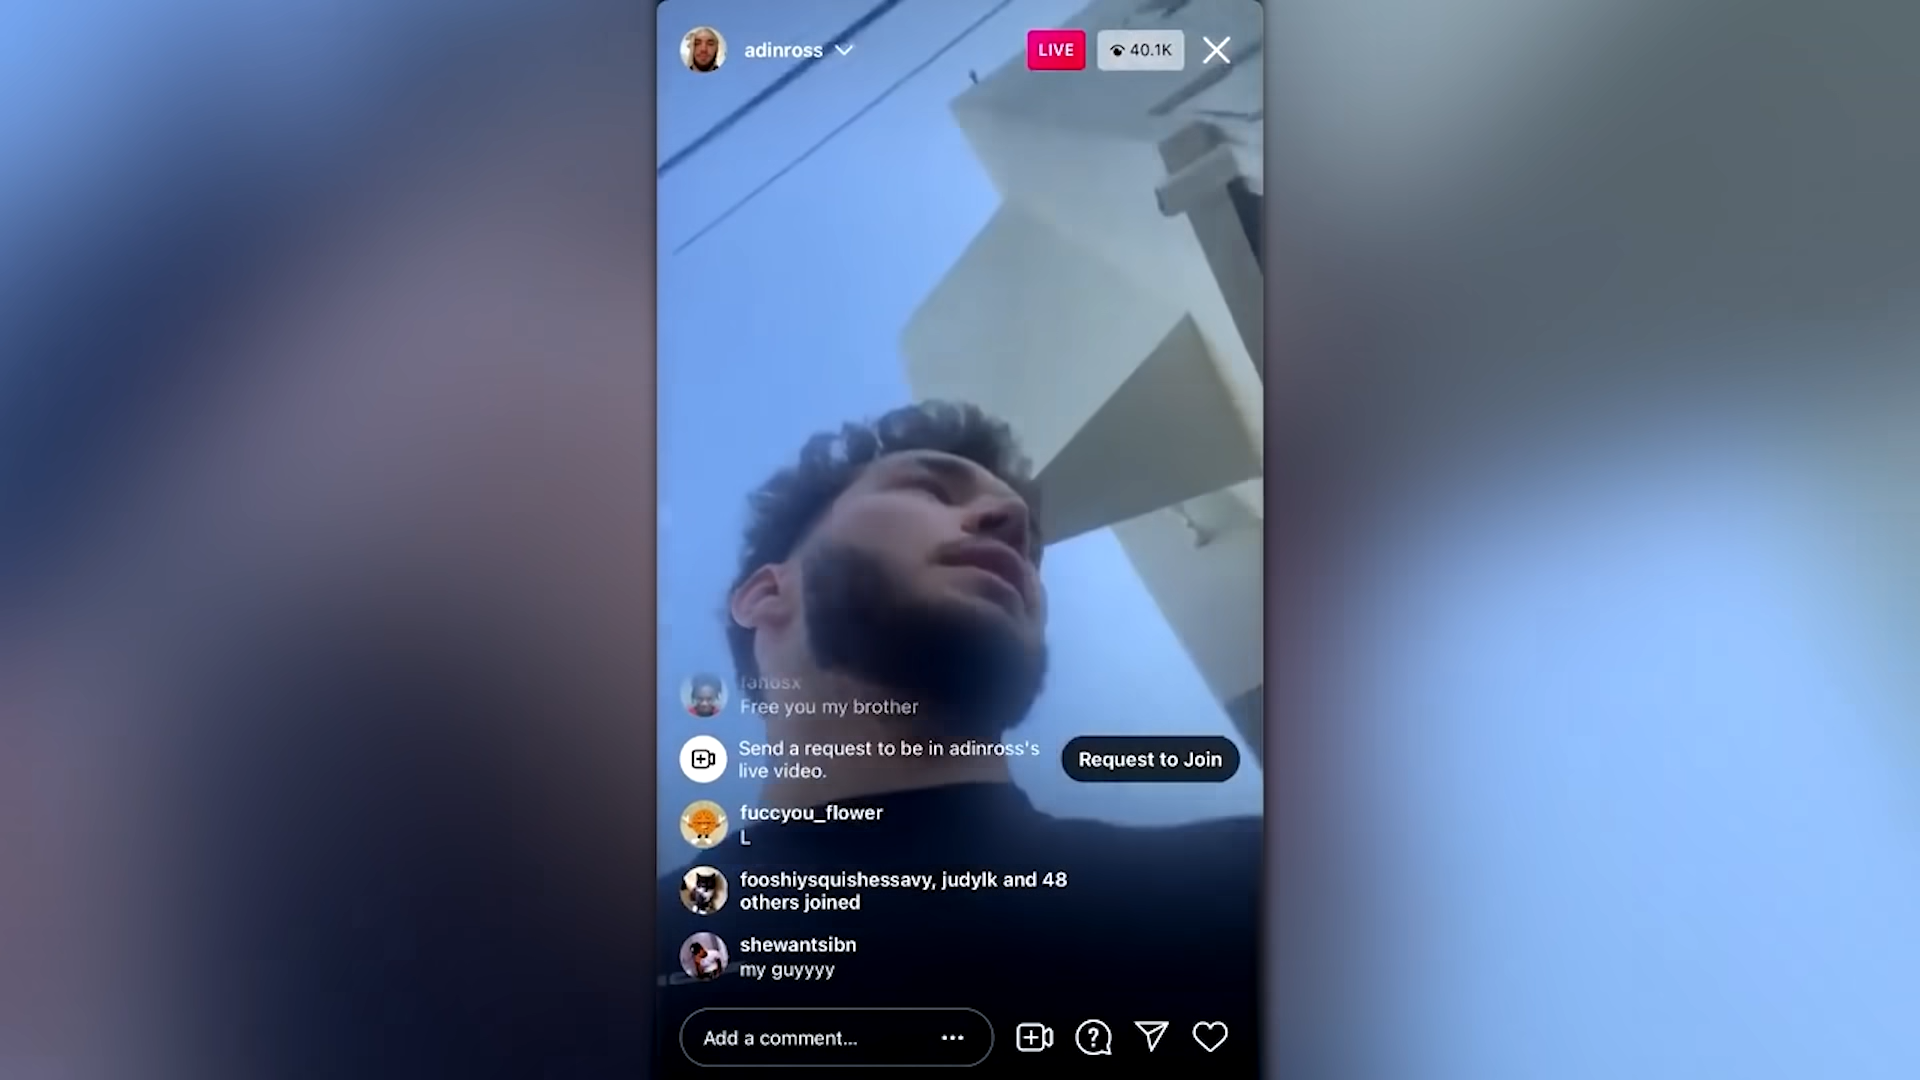 adinross
LIVE
40.1K
Free you my brother
Send a request to be in adinross's
live video.
Request to Join
fuccyou_flower
L
fooshiysquishessavy, judylk and 48
others joined
shewantsibn
my guyyyy
Add a comment...